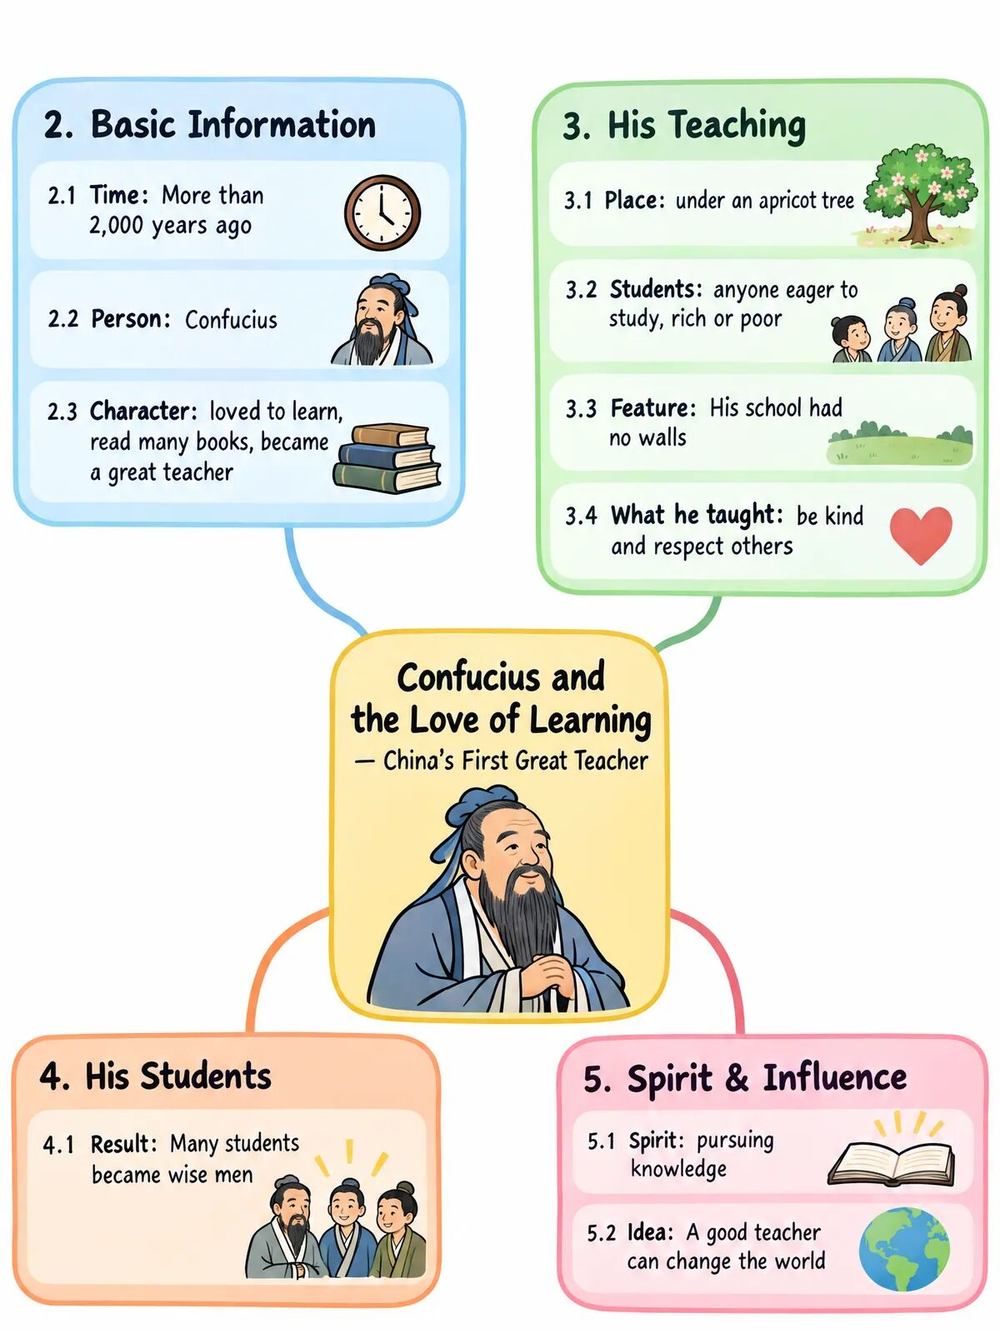 2. Basic Information
2.1 Time: More than
2,000 years ago
2.2 Person: Confucius
2.3 Character: loved to learn,
read many books, became
a great teacher
3. His Teaching
3.1 Place: under an apricot tree
3.2 Students: anyone eager to
study, rich or poor
3.3 Feature: His school had
no walls
3.4 What he taught: be kind
and respect others
Confucius and
the Love of Learning
— China's First Great Teacher
4. His Students
4.1 Result: Many students
became wise men
5. Spirit & Influence
5.1 Spirit: pursuing
knowledge
5.2 Idea: A good teacher
can change the world